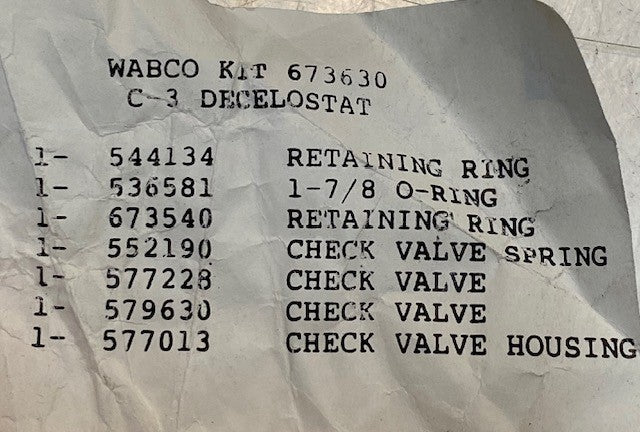 WABCO KIT 673630
C-3 DECELOSTAT
1- 544134 RETAINING RING
1- 536581 1-7/8 O-RING
1- 673540 RETAINING RING
1- 552190 CHECK VALVE SPRING
1- 577228 CHECK VALVE
1- 579630 CHECK VALVE
1- 577013 CHECK VALVE HOUSING